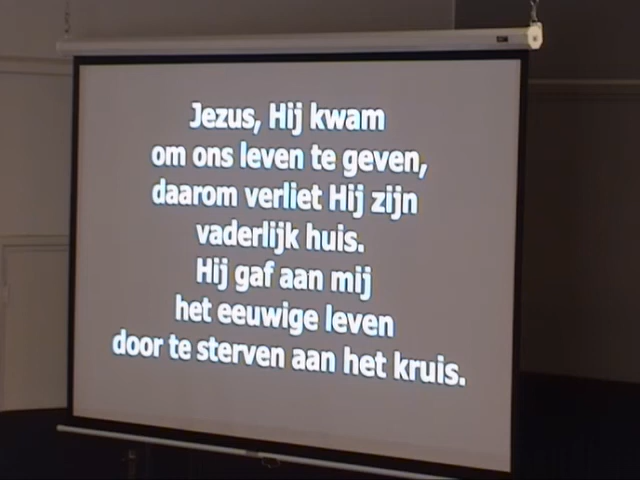 Jezus, Hij kwam
om ons leven te geven,
daarom verliet Hij zijn
vaderlijk huis.
Hij gaf aan mij
het eeuwige leven
door te sterven aan het kruis.